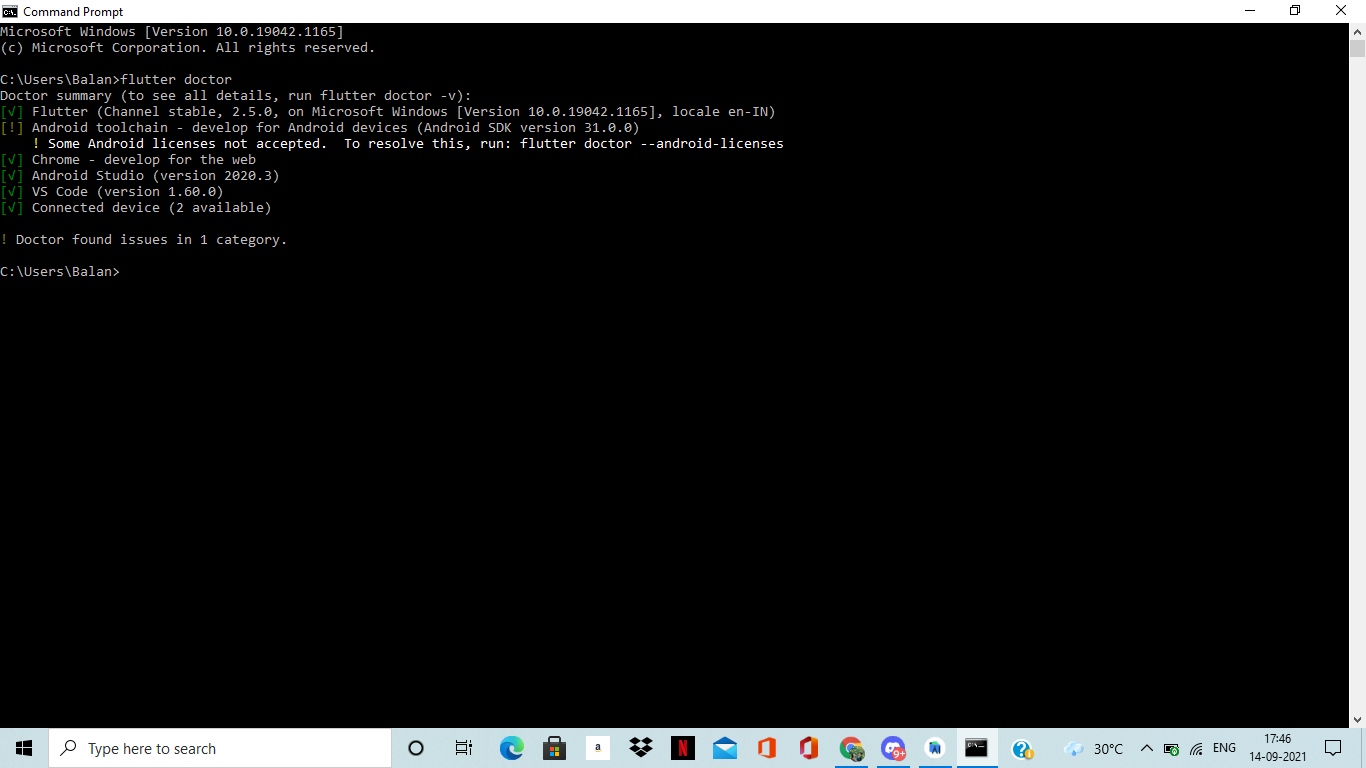 Command Prompt
Microsoft Windows [Version 10.0.19042.1165]
(c) Microsoft Corporation. All rights reserved.
C:\Users\Balan>flutter doctor
Doctor summary (to see all details, run flutter doctor -v):
[√] Flutter (Channel stable, 2.5.0, on Microsoft Windows [Version 10.0.19042.1165], locale en-IN)
[!] Android toolchain - develop for Android devices (Android SDK version 31.0.0)
! Some Android licenses not accepted.  To resolve this, run: flutter doctor --android-licenses
[√] Chrome - develop for the web
[√] Android Studio (version 2020.3)
[√] VS Code (version 1.60.0)
[√] Connected device (2 available)
! Doctor found issues in 1 category.
C:\Users\Balan>
Type here to search
a
N
9+
30°C
ENG
17:46
14-09-2021